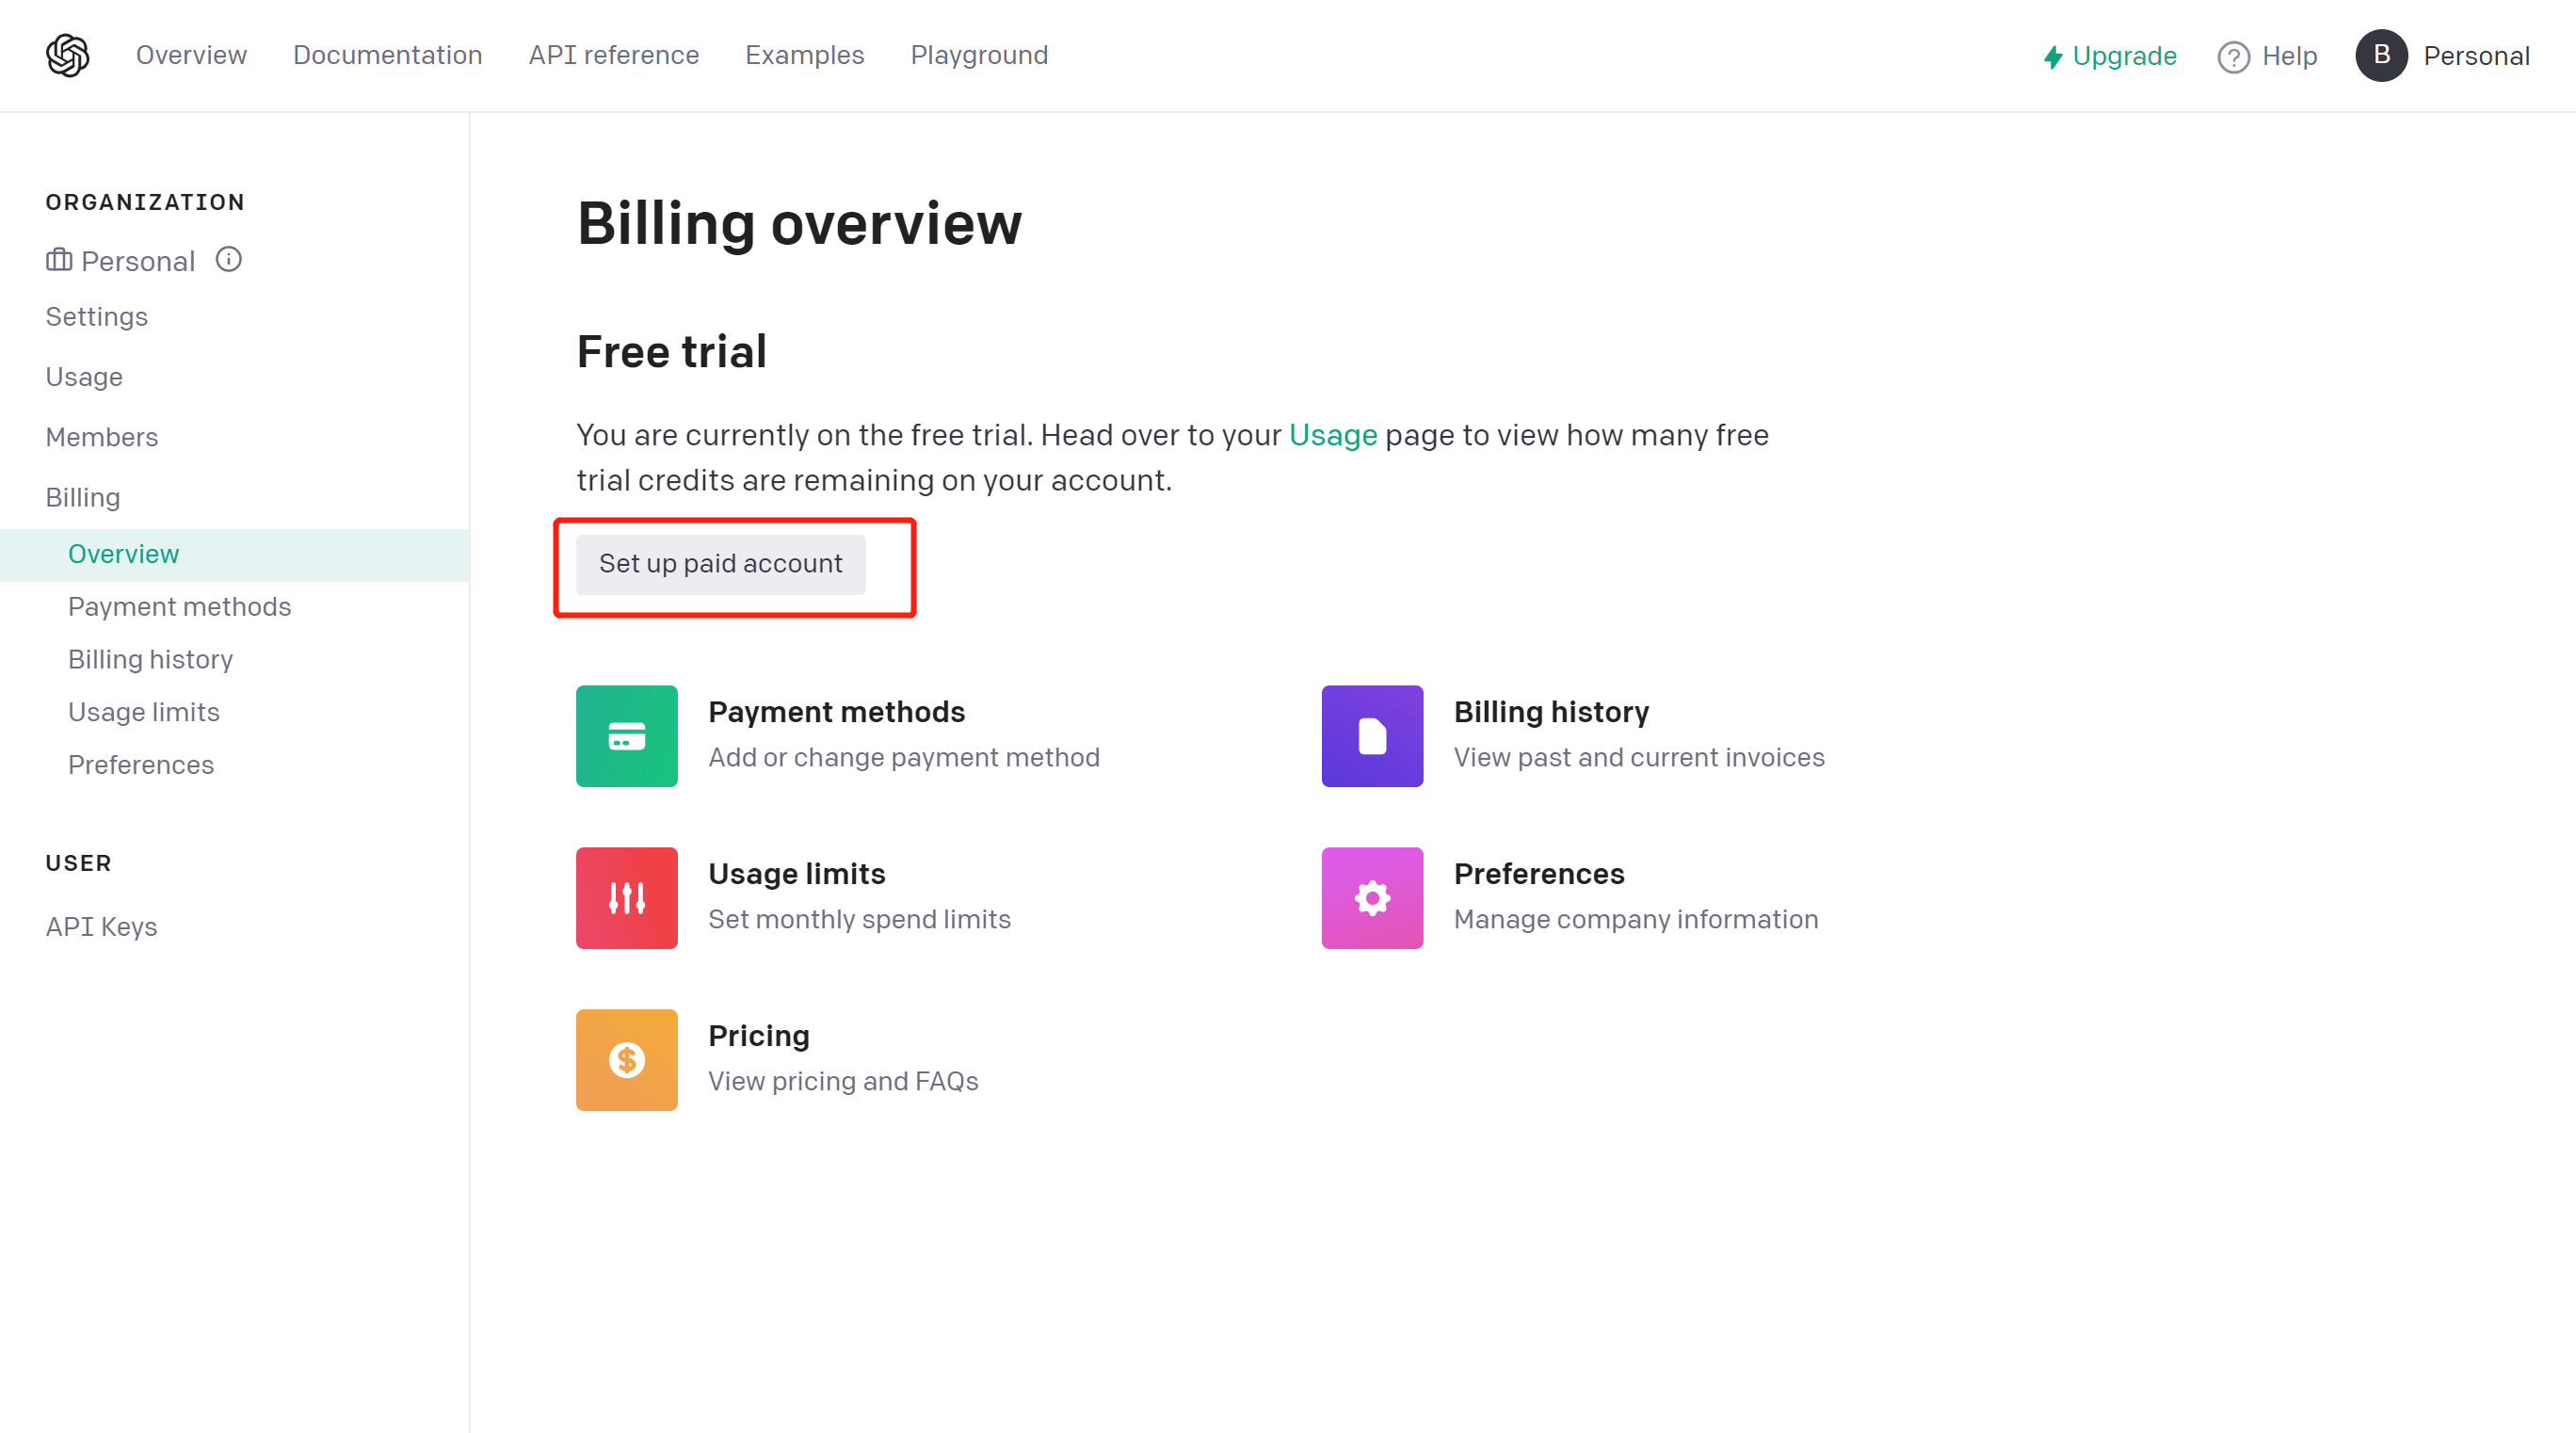 Overview Documentation API reference Examples Playground
Upgrade Help B Personal
ORGANIZATION
Personal
Settings
Usage
Members
Billing
Overview
Payment methods
Billing history
Usage limits
Preferences
USER
API Keys
Billing overview
Free trial
You are currently on the free trial. Head over to your Usage page to view how many free
trial credits are remaining on your account.
Set up paid account
Payment methods
Add or change payment method
Billing history
View past and current invoices
Usage limits
Set monthly spend limits
Preferences
Manage company information
Pricing
View pricing and FAQs